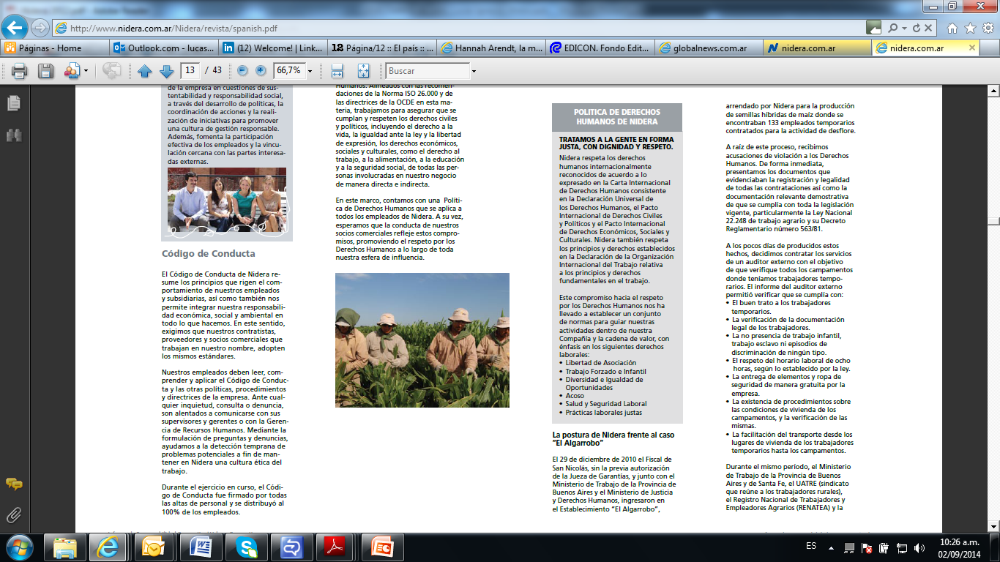 http://www.nidera.com.ar/Nidera/revista/spanish.pdf
Páginas - Home
Outlook.com - lucas...
(12) Welcome! | Link...
12 Página/12 :: El país :: ...
Hannah Arendt, la m...
EDICON. Fondo Edit...
globalnews.com.ar
nidera.com.ar
nidera.com.ar
13 / 43
66,7%
Buscar
de la empresa en cuestiones de sus-
tentabilidad y responsabilidad social,
a través del desarrollo de políticas, la
coordinación de acciones y la reali-
zación de iniciativas para promover
una cultura de gestión responsable.
Además, fomenta la participación
efectiva de los empleados y la vincu-
lación cercana con las partes interesa-
das externas.
Código de Conducta
El Código de Conducta de Nidera re-
sume los principios que rigen el com-
portamiento de nuestros empleados
y subsidiarias, así como también nos
permite integrar nuestra responsabili-
dad económica, social y ambiental en
todo lo que hacemos. En este sentido,
exigimos que nuestros contratistas,
proveedores y socios comerciales que
trabajan en nuestro nombre, adopten
los mismos estándares.
Nuestros empleados deben leer, com-
prender y aplicar el Código de Conduc-
ta y las otras políticas, procedimientos
y directrices de la empresa. Ante cual-
quier inquietud, consulta o denuncia,
son alentados a comunicarse con sus
supervisores y gerentes o con la Geren-
cia de Recursos Humanos. Mediante la
formulación de preguntas y denuncias,
ayudamos a la detección temprana de
problemas potenciales a fin de man-
tener en Nidera una cultura ética del
trabajo.
Durante el ejercicio en curso, el Códi-
go de Conducta fue firmado por todas
las altas de personal y se distribuyó al
100% de los empleados.
Humanos. Alineados con las recomen-
daciones de la Norma ISO 26.000 y de
las directrices de la OCDE en esta ma-
teria, trabajamos para asegurar que se
cumplan y respeten los derechos civiles
y políticos, incluyendo el derecho a la
vida, la igualdad ante la ley y la libertad
de expresión, los derechos económicos,
sociales y culturales, como el derecho al
trabajo, a la alimentación, a la educación
y a la seguridad social, de todas las per-
sonas involucradas en nuestro negocio
de manera directa e indirecta.
En este marco, contamos con una Políti-
ca de Derechos Humanos que se aplica a
todos los empleados de Nidera. A su vez,
esperamos que la conducta de nuestros
socios comerciales refleje estos compro-
misos, promoviendo el respeto por los
Derechos Humanos a lo largo de toda
nuestra esfera de influencia.
POLITICA DE DERECHOS
HUMANOS DE NIDERA
TRATAMOS A LA GENTE EN FORMA
JUSTA, CON DIGNIDAD Y RESPETO.
Nidera respeta los derechos
humanos internacionalmente
reconocidos de acuerdo a lo
expresado en la Carta Internacional
de Derechos Humanos consistente
en la Declaración Universal de
los Derechos Humanos, el Pacto
Internacional de Derechos Civiles
y Políticos y el Pacto Internacional
de Derechos Económicos, Sociales y
Culturales. Nidera también respeta
los principios y derechos establecidos
en la Declaración de la Organización
Internacional del Trabajo relativa
a los principios y derechos
fundamentales en el trabajo.
Este compromiso hacia el respeto
por los Derechos Humanos nos ha
llevado a establecer un conjunto
de normas para guiar nuestras
actividades dentro de nuestra
Compañía y la cadena de valor, con
énfasis en los siguientes derechos
laborales:
• Libertad de Asociación
• Trabajo Forzado e Infantil
• Diversidad e Igualdad de
Oportunidades
• Acoso
• Salud y Seguridad Laboral
• Prácticas laborales justas
La postura de Nidera frente al caso
“El Algarrobo”
El 29 de diciembre de 2010 el Fiscal de
San Nicolás, sin la previa autorización
de la Jueza de Garantías, y junto con el
Ministerio de Trabajo de la Provincia de
Buenos Aires y el Ministerio de Justicia
y Derechos Humanos, ingresaron en
el Establecimiento “El Algarrobo”,
arrendado por Nidera para la producción
de semillas híbridas de maíz donde se
encontraban 133 empleados temporarios
contratados para la actividad de desflore.
A raíz de este proceso, recibimos
acusaciones de violación a los Derechos
Humanos. De forma inmediata,
presentamos los documentos que
evidenciaban la registración y legalidad
de todas las contrataciones así como la
documentación relevante demostrativa
de que se cumplía con toda la legislación
vigente, particularmente la Ley Nacional
22.248 de trabajo agrario y su Decreto
Reglamentario número 563/81.
A los pocos días de producidos estos
hechos, decidimos contratar los servicios
de un auditor externo con el objetivo
de que verifique todos los campamentos
donde teníamos trabajadores tempo-
rarios. El informe del auditor externo
permitió verificar que se cumplía con:
• El buen trato a los trabajadores
temporarios.
• La verificación de la documentación
legal de los trabajadores.
• La no presencia de trabajo infantil,
trabajo esclavo ni episodios de
discriminación de ningún tipo.
• El respeto del horario laboral de ocho
horas, según lo establecido por la ley.
• La entrega de elementos y ropa de
seguridad de manera gratuita por la
empresa.
• La existencia de procedimientos sobre
las condiciones de vivienda de los
campamentos, y la verificación de las
mismas.
• La facilitación del transporte desde los
lugares de vivienda de los trabajadores
temporarios hasta los campamentos.
Durante el mismo período, el Ministerio
de Trabajo de la Provincia de Buenos
Aires y de Santa Fe, el UATRE (sindicato
que reúne a los trabajadores rurales),
el Registro Nacional de Trabajadores y
Empleadores Agrarios (RENATEA) y la
ES
10:26 a.m.
02/09/2014